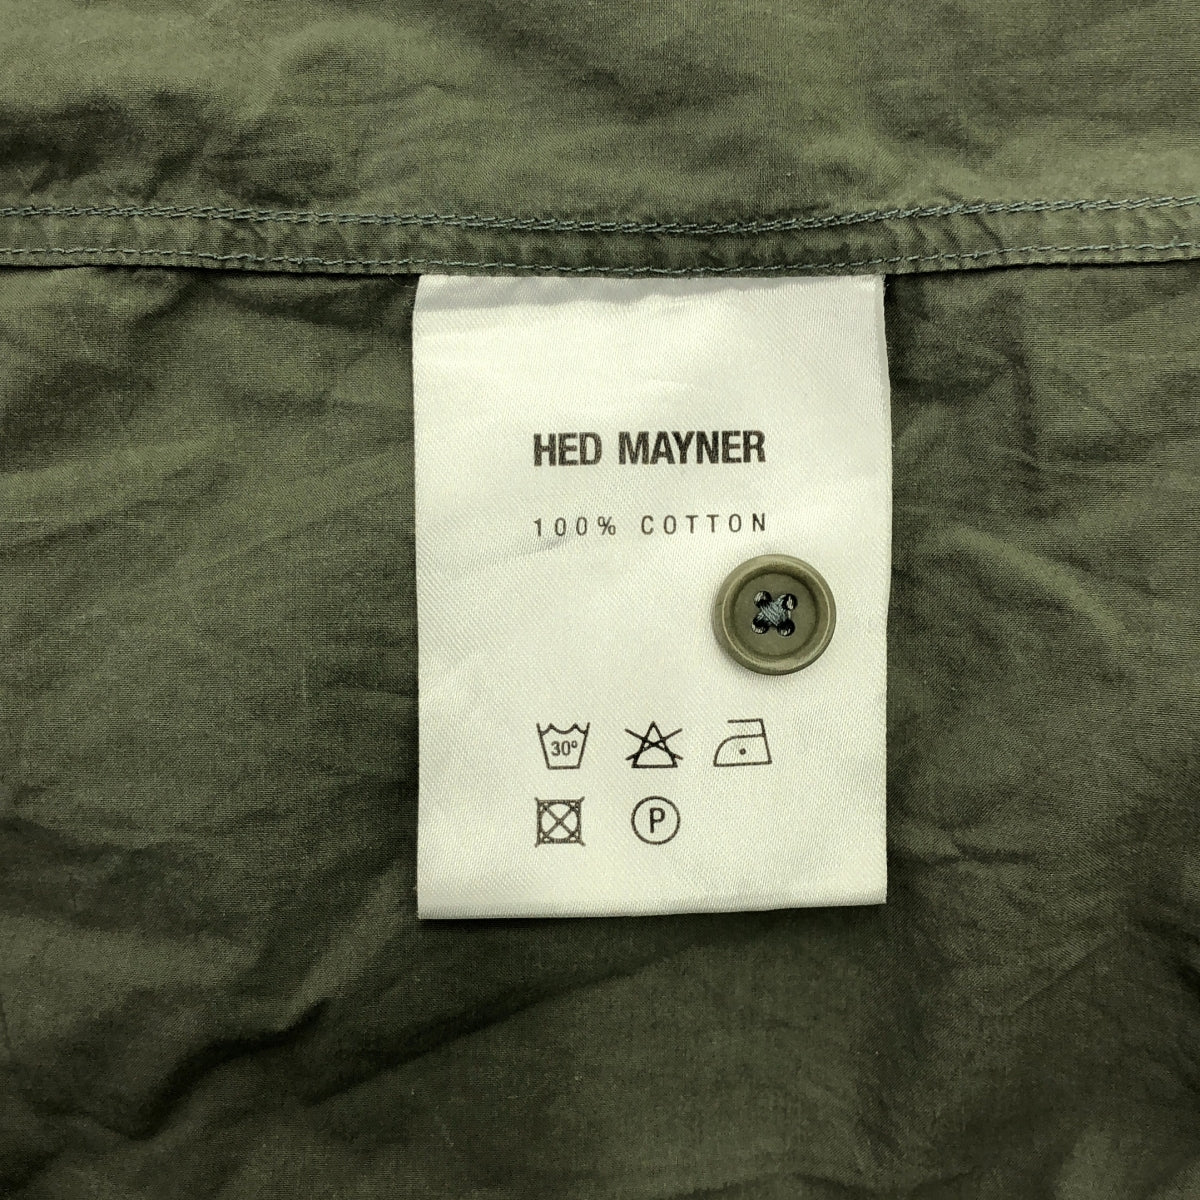 HED MAYNER
100% COTTON
30°
P